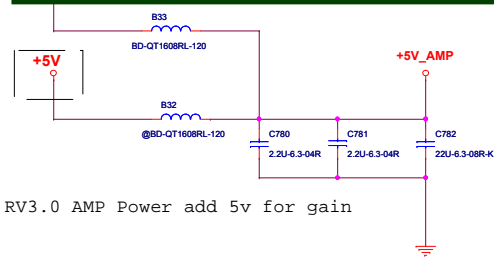 B33
BD-QT1608RL-120
+5V
+5V_AMP
B32
@BD-QT1608RL-120
C780
2.2U-6.3-04R
C781
2.2U-6.3-04R
C782
22U-6.3-08R-K
RV3.0 AMP Power add 5v for gain